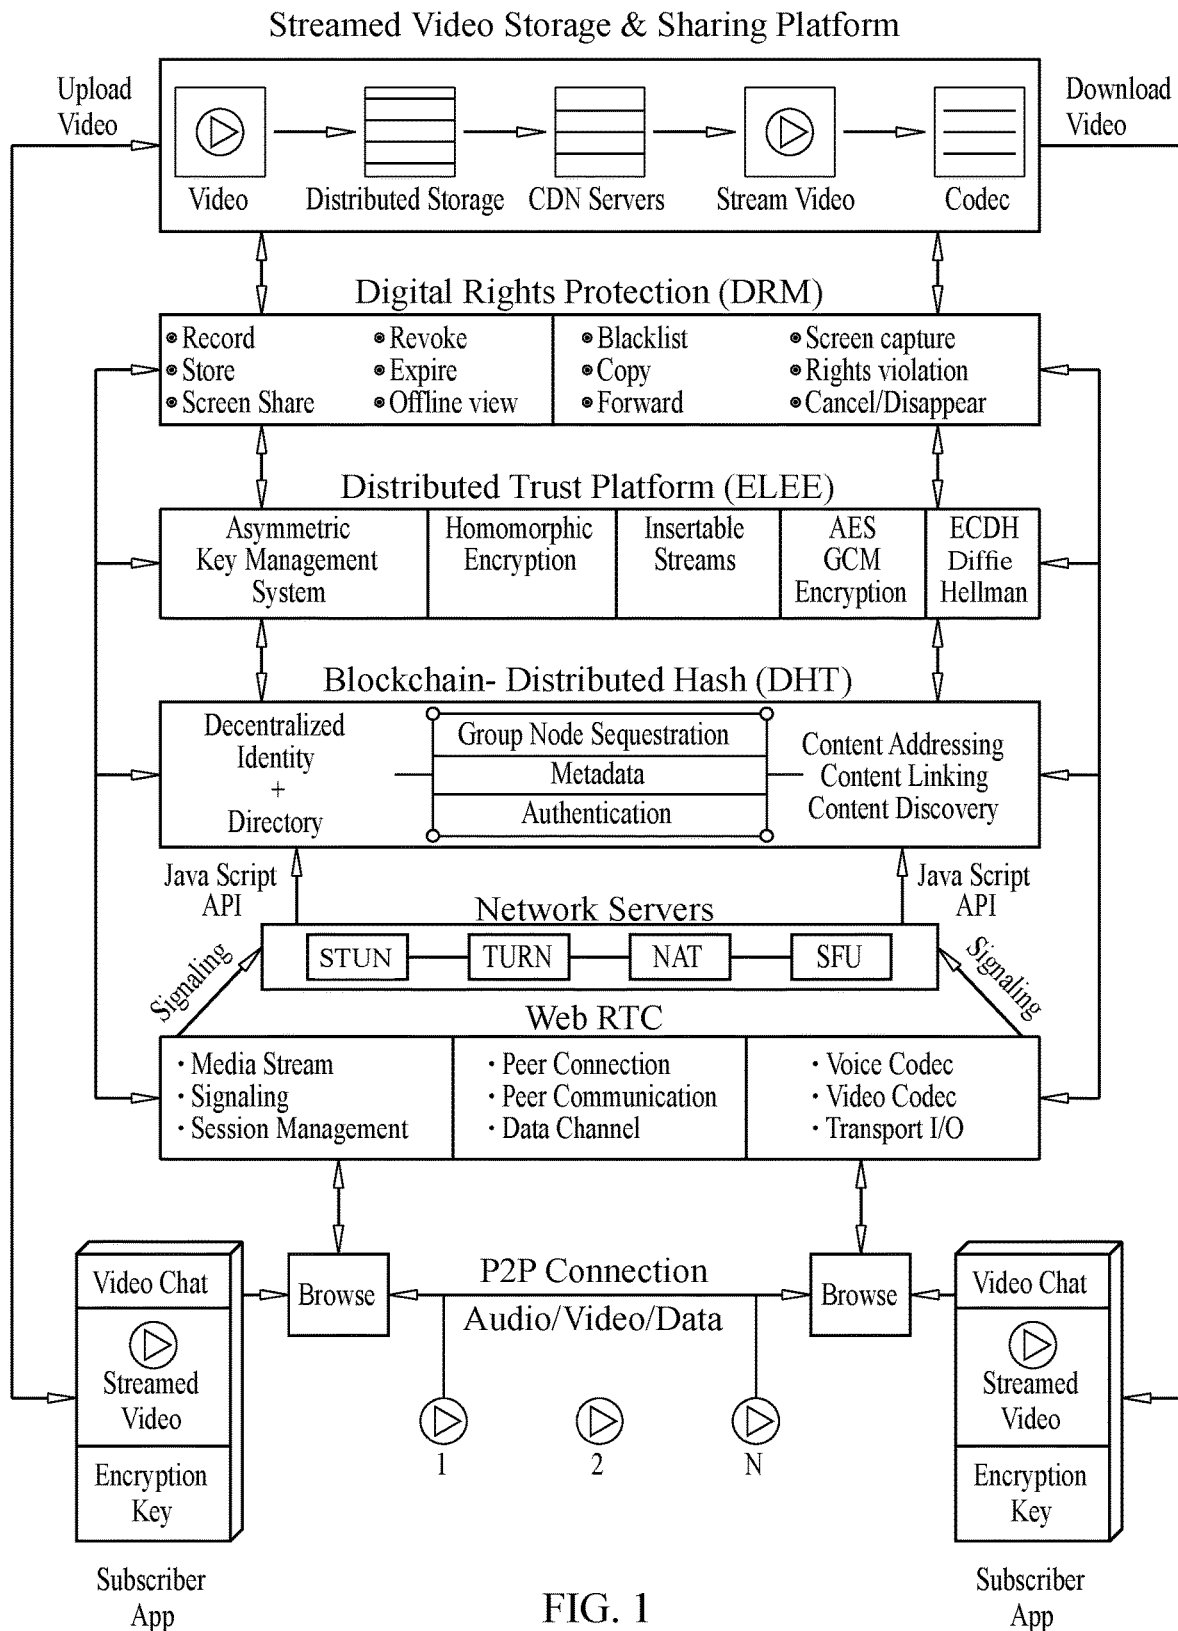 Streamed Video Storage & Sharing Platform
Upload
Video
Download
Video
Video
Distributed Storage
CDN Servers
Stream Video
Codec
Digital Rights Protection (DRM)
Record
Store
Screen Share
Revoke
Expire
Offline view
Blacklist
Copy
Forward
Screen capture
Rights violation
Cancel/Disappear
Distributed Trust Platform (ELEE)
Asymmetric
Key Management
System
Homomorphic
Encryption
Insertable
Streams
AES
GCM
Encryption
ECDH
Diffie
Hellman
Blockchain- Distributed Hash (DHT)
Decentralized
Identity
+
Directory
Group Node Sequestration
Metadata
Authentication
Content Addressing
Content Linking
Content Discovery
Java Script
API
Java Script
API
Network Servers
STUN
TURN
NAT
SFU
Signaling
Signaling
Web RTC
· Media Stream
· Signaling
· Session Management
· Peer Connection
· Peer Communication
· Data Channel
· Voice Codec
· Video Codec
· Transport I/O
Video Chat
Streamed
Video
Encryption
Key
Subscriber
App
Browse
P2P Connection
Audio/Video/Data
1
2
N
Browse
Video Chat
Streamed
Video
Encryption
Key
Subscriber
App
FIG. 1